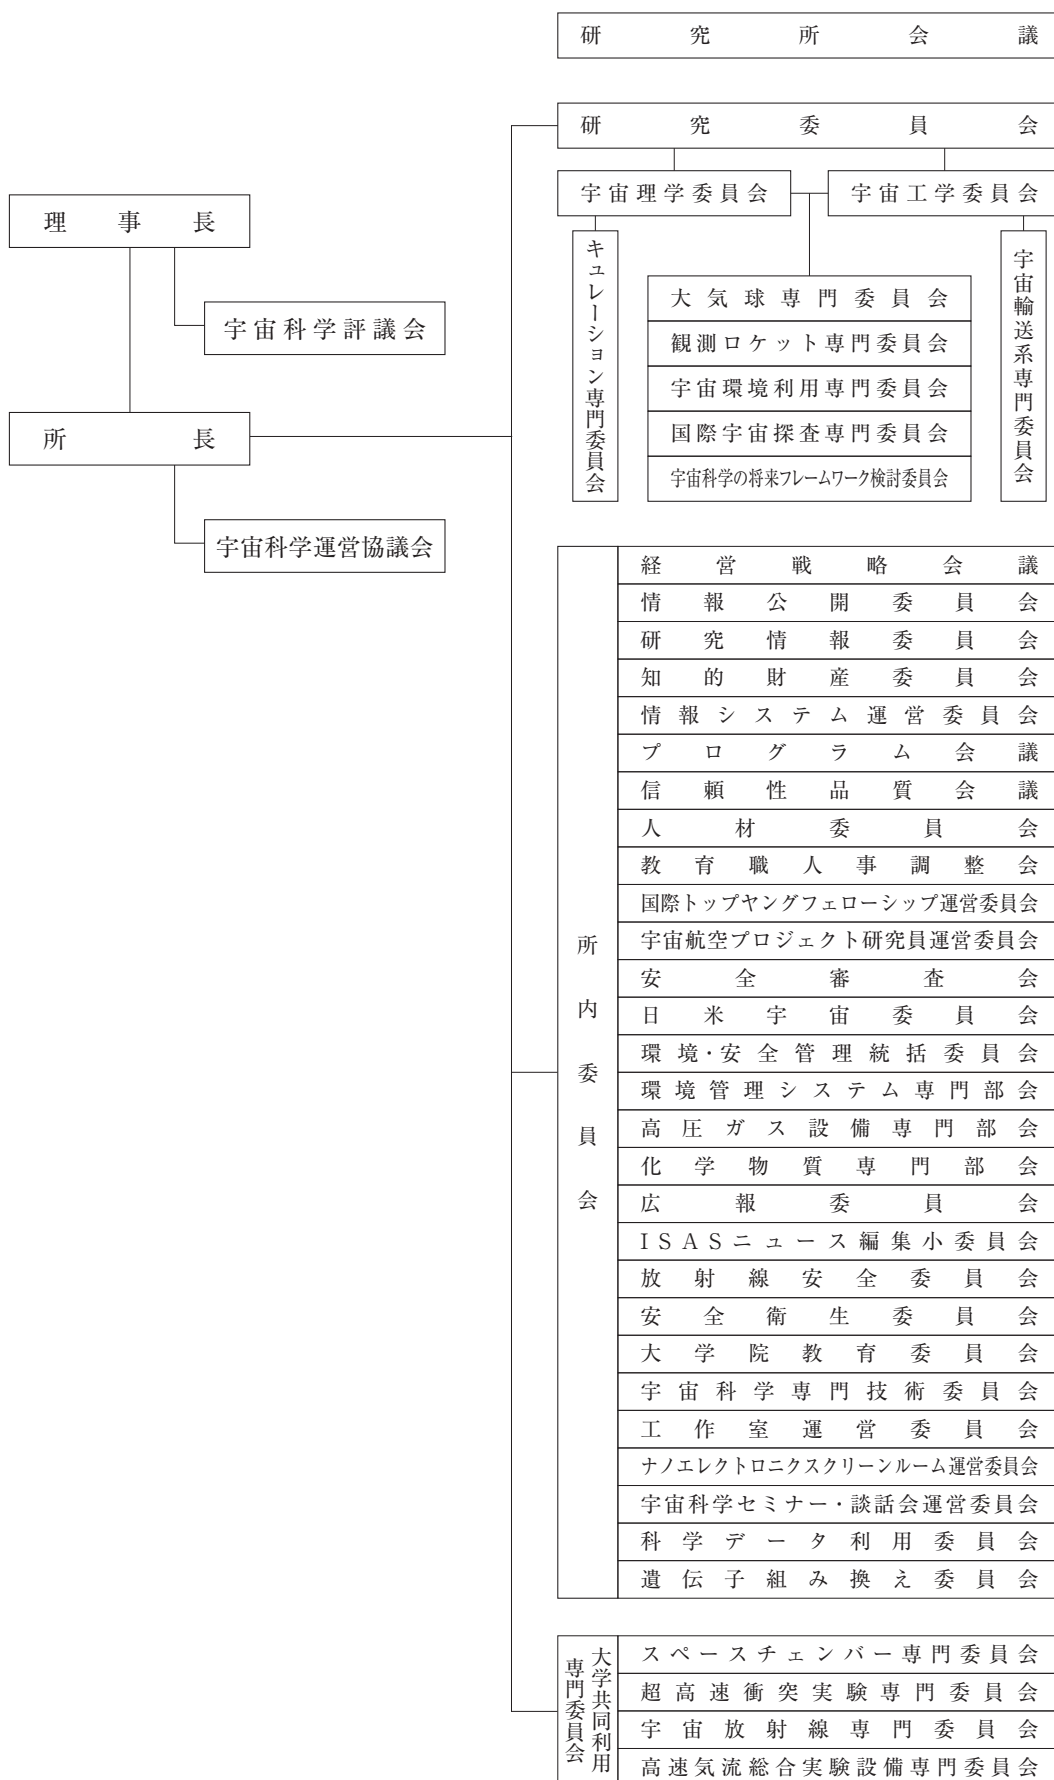 研究所会議
研究委員会
宇宙理学委員会
宇宙工学委員会
理事長
キュレーション専門委員会
宇宙輸送系専門委員会
大気球専門委員会
観測ロケット専門委員会
宇宙環境利用専門委員会
国際宇宙探査専門委員会
宇宙科学の将来フレームワーク検討委員会
宇宙科学評議会
所長
宇宙科学運営協議会
所内委員会
経営戦略会議
情報公開委員会
研究情報委員会
知的財産委員会
情報システム運営委員会
プログラム会議
信頼性品質会議
人材委員会
教育職人事調整会
国際トップヤングフェローシップ運営委員会
宇宙航空プロジェクト研究員運営委員会
安全審査会
日米宇宙委員会
環境・安全管理統括委員会
環境管理システム専門部会
高圧ガス設備専門部会
化学物質専門部会
広報委員会
ISASニュース編集小委員会
放射線安全委員会
安全衛生委員会
大学院教育委員会
宇宙科学専門技術委員会
工作室運営委員会
ナノエレクトロニクスクリーンルーム運営委員会
宇宙科学セミナー・談話会運営委員会
科学データ利用委員会
遺伝子組み換え委員会
大学共同利用
専門委員会
スペースチェンバー専門委員会
超高速衝突実験専門委員会
宇宙放射線専門委員会
高速気流総合実験設備専門委員会